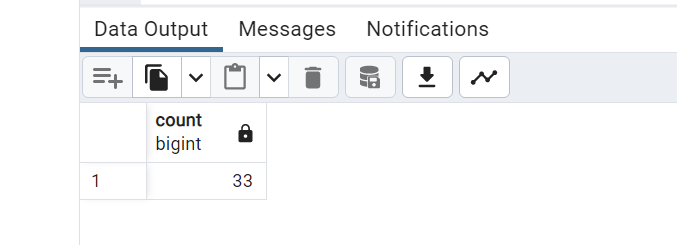 Data Output Messages Notifications
count
bigint
1 33